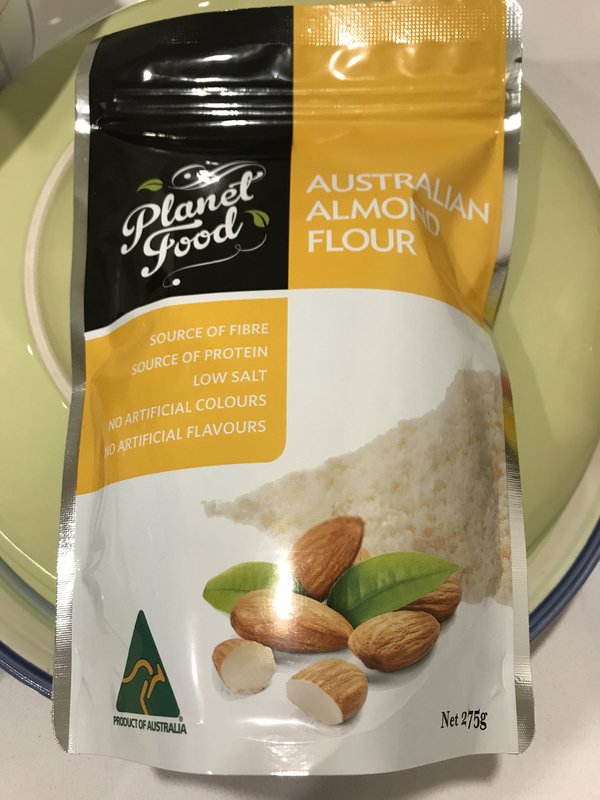 Planet
Food
AUSTRALIAN
ALMOND
FLOUR
SOURCE OF FIBRE
SOURCE OF PROTEIN
LOW SALT
NO ARTIFICIAL COLOURS
NO ARTIFICIAL FLAVOURS
PRODUCT OF AUSTRALIA
Net 275g